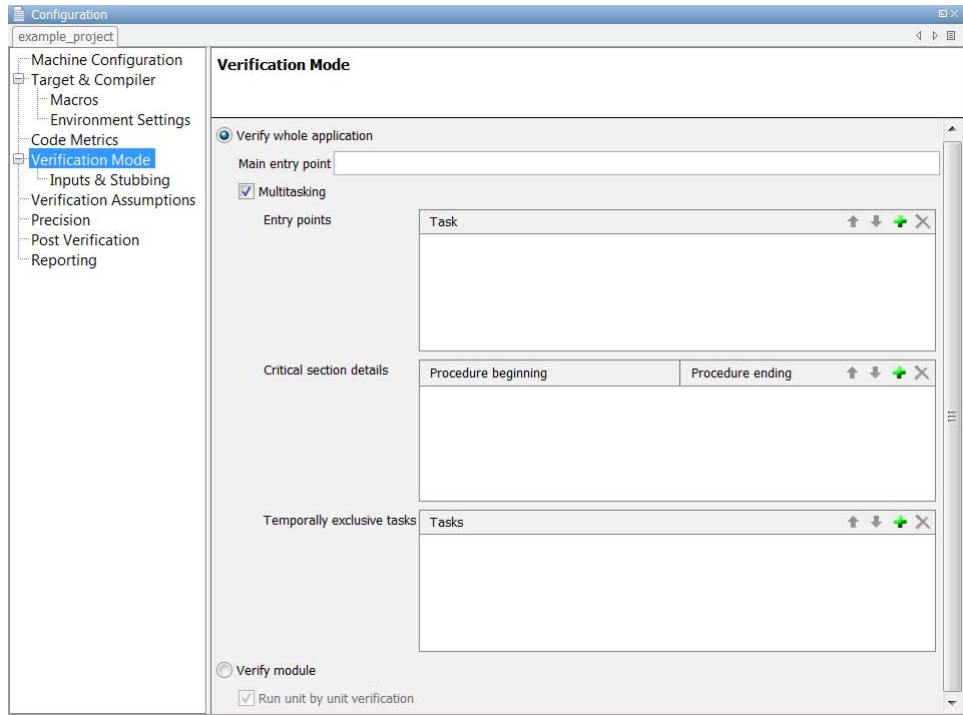 Configuration
example_project
Machine Configuration
Target & Compiler
Macros
Environment Settings
Code Metrics
Verification Mode
Inputs & Stubbing
Verification Assumptions
Precision
Post Verification
Reporting
Verification Mode
Verify whole application
Main entry point
Multitasking
Entry points
Task
Critical section details
Procedure beginning Procedure ending
Temporally exclusive tasks
Tasks
Verify module
Run unit by unit verification